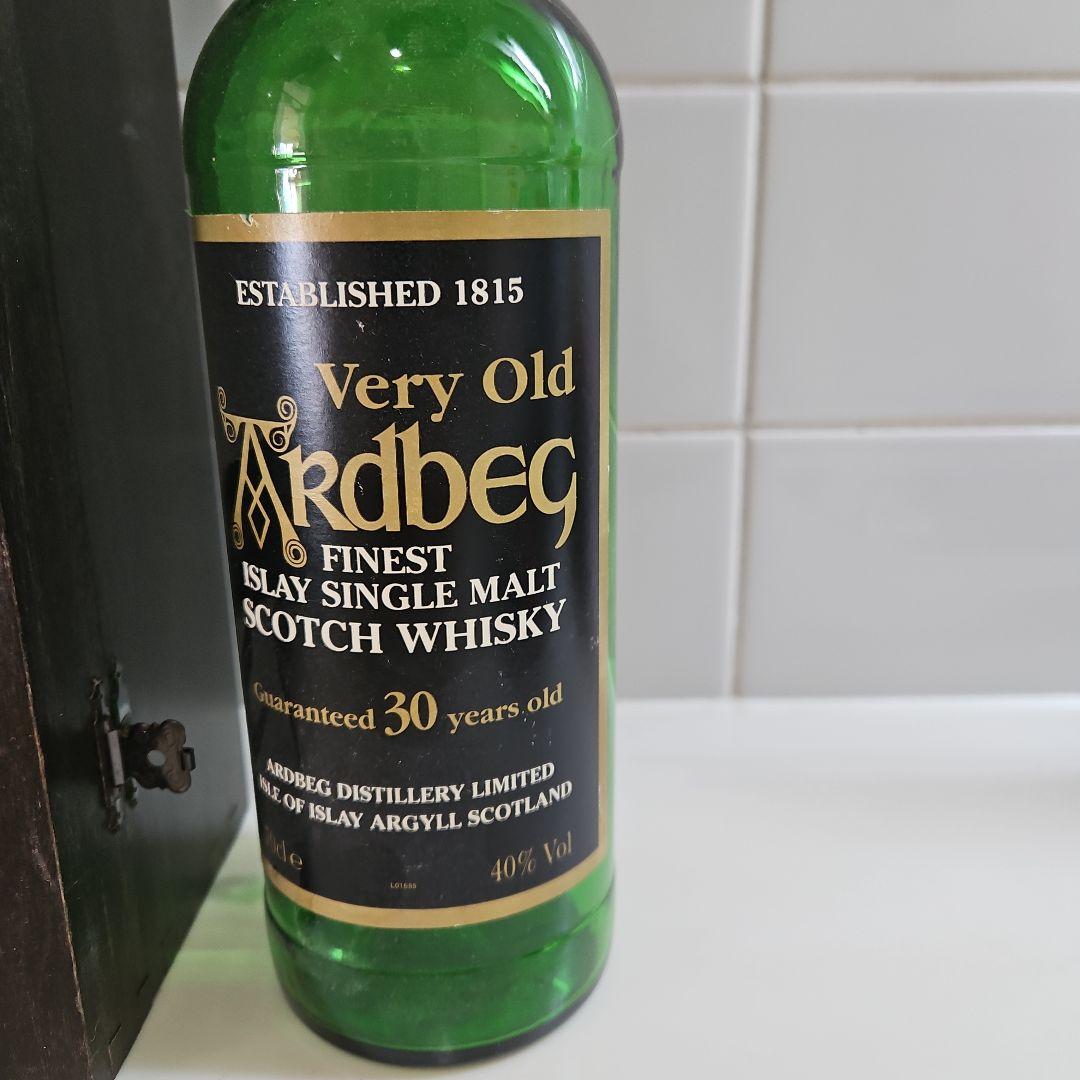 ESTABLISHED 1815
Very Old
Ardbeg
FINEST
ISLAY SINGLE MALT
SCOTCH WHISKY
Guaranteed 30 years old
ARDBEG DISTILLERY LIMITED
ISLE OF ISLAY ARGYLL SCOTLAND
40% Vol